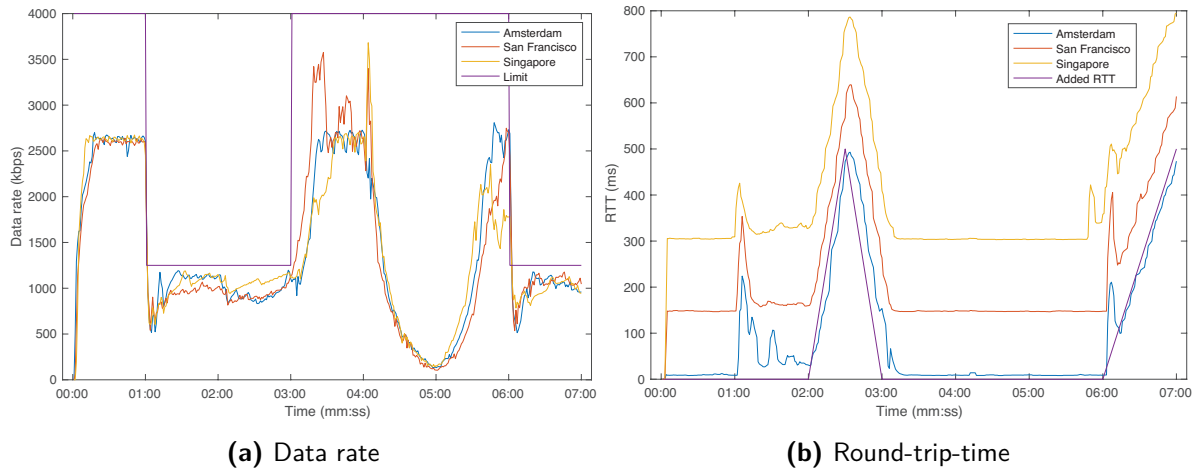 4000
3500
3000
2500
2000
1500
1000
500
0
Data rate (kbps)
Amsterdam
San Francisco
Singapore
Limit
00:00 01:00 02:00 03:00 04:00 05:00 06:00 07:00
Time (mm:ss)
(a) Data rate
800
700
600
500
400
300
200
100
0
RTT (ms)
Amsterdam
San Francisco
Singapore
Added RTT
00:00 01:00 02:00 03:00 04:00 05:00 06:00 07:00
Time (mm:ss)
(b) Round-trip-time